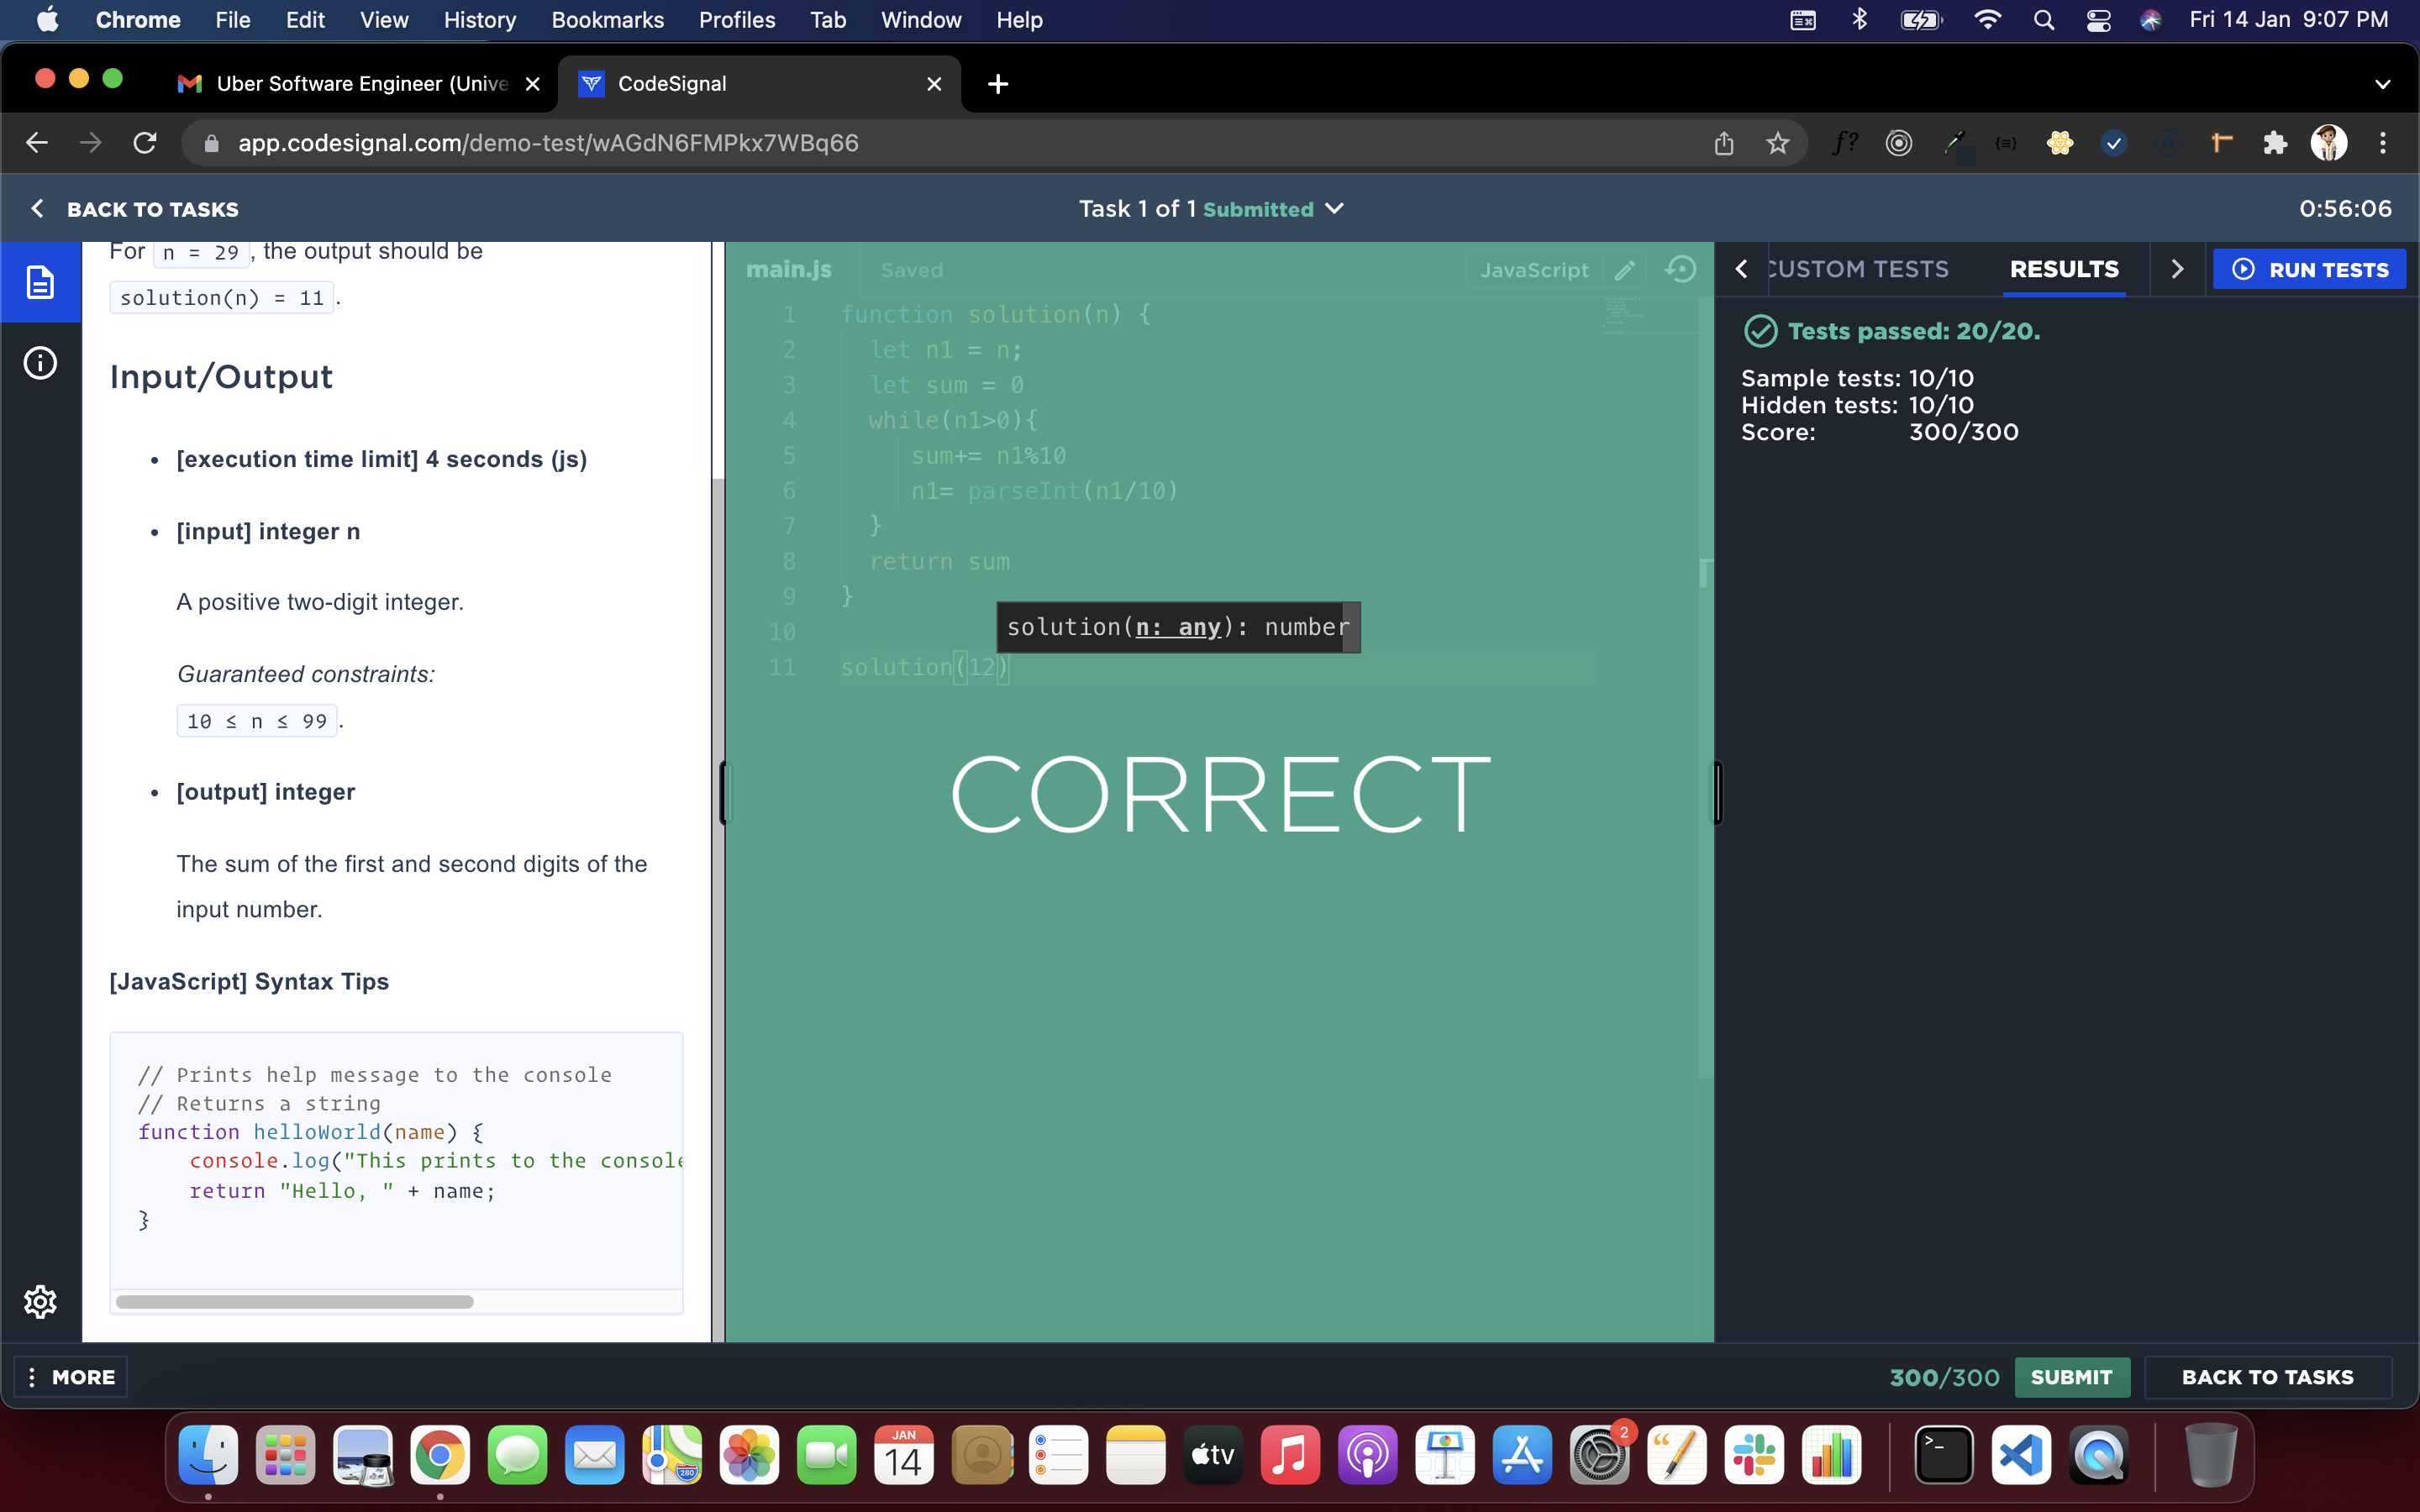 Chrome File Edit View History Bookmarks Profiles Tab Window Help Fri 14 Jan 9:07 PM
Uber Software Engineer (Unive CodeSignal
app.codesignal.com/demo-test/wAGdN6FMPkx7WBq66 f?
BACK TO TASKS Task 1 of 1 Submitted 0:56:06
For n = 29 , the output should be
solution(n) = 11 .
Input/Output
• [execution time limit] 4 seconds (js)
• [input] integer n
A positive two-digit integer.
Guaranteed constraints:
10 ≤ n ≤ 99 .
• [output] integer
The sum of the first and second digits of the
input number.
[JavaScript] Syntax Tips
// Prints help message to the console
// Returns a string
function helloWorld(name) {
console.log("This prints to the console
return "Hello, " + name;
}
main.js Saved JavaScript
1 function solution(n) {
2 let n1 = n;
3 let sum = 0
4 while(n1>0){
5 sum+= n1%10
6 n1= parseInt(n1/10)
7 }
8 return sum
9 }
10
11 solution(12)
solution(n: any): number
CORRECT
CUSTOM TESTS RESULTS RUN TESTS
Tests passed: 20/20.
Sample tests: 10/10
Hidden tests: 10/10
Score: 300/300
MORE 300/300 SUBMIT BACK TO TASKS
280
JAN
14
tv
2
>_